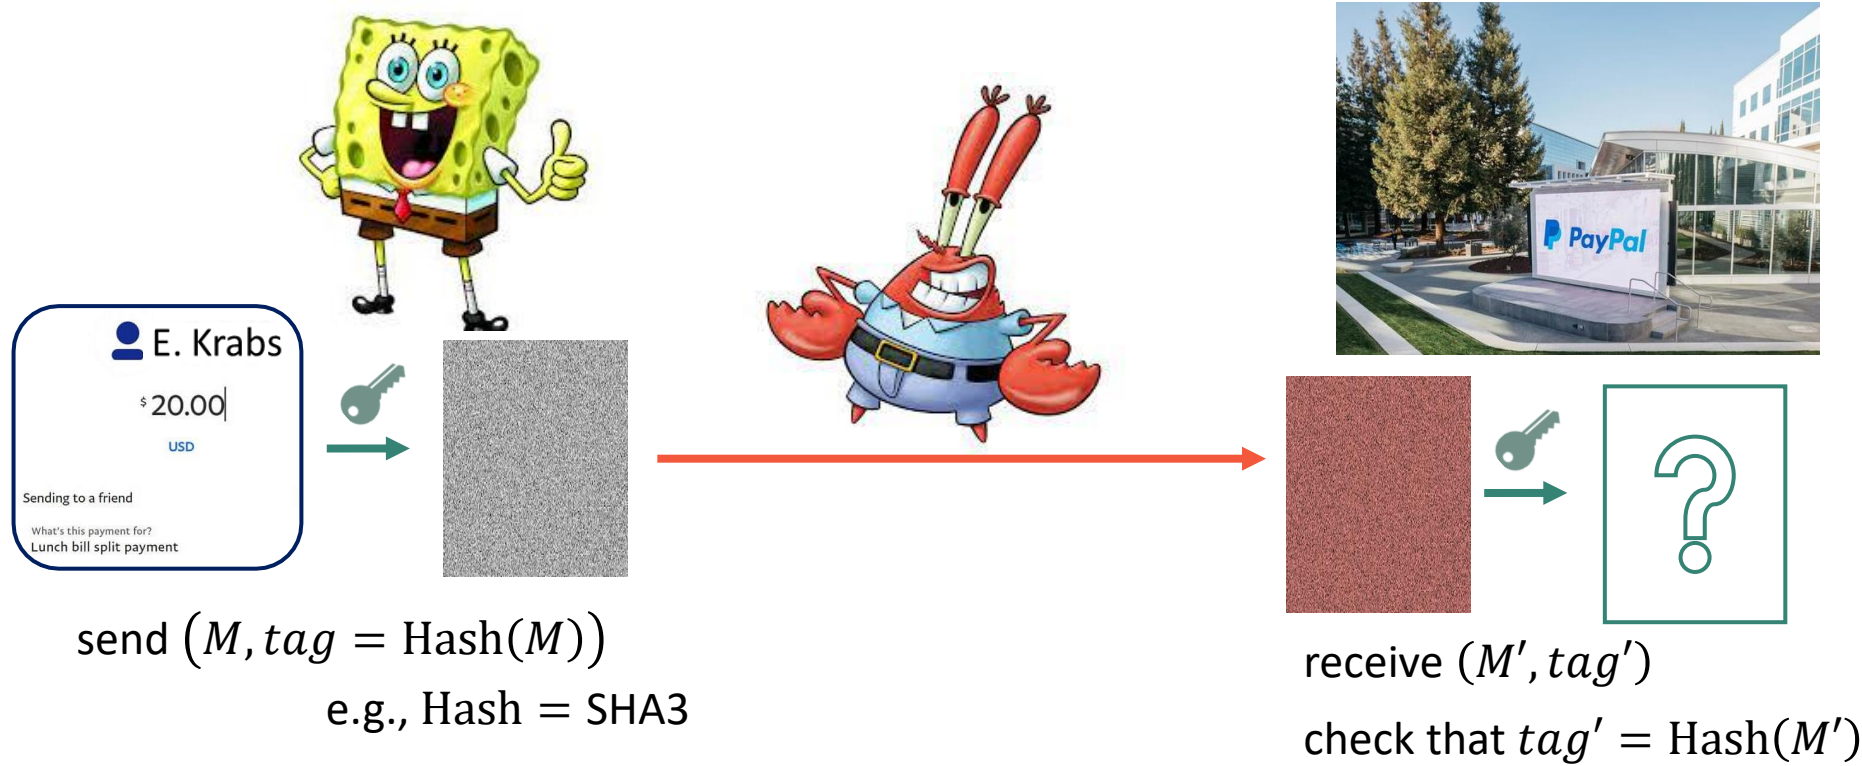 E. Krabs
$ 20.00
USD
Sending to a friend
What's this payment for?
Lunch bill split payment
PayPal
send (M, tag = Hash(M))
e.g., Hash = SHA3
receive (M′, tag′)
check that tag′ = Hash(M′)